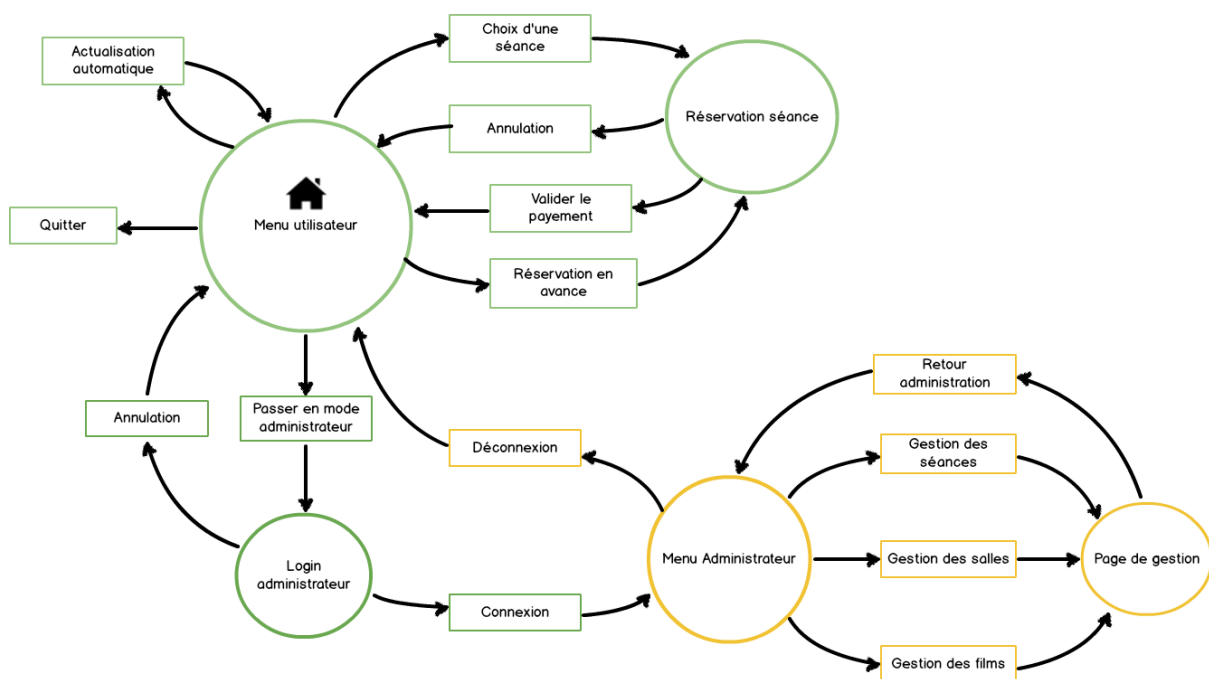 Choix d'une
séance
Actualisation
automatique
Réservation séance
Annulation
Valider le
payement
Quitter
Menu utilisateur
Réservation en
avance
Retour
administration
Annulation
Passer en mode
administrateur
Déconnexion
Gestion des
séances
Login
administrateur
Menu Administrateur
Gestion des salles
Page de gestion
Connexion
Gestion des films